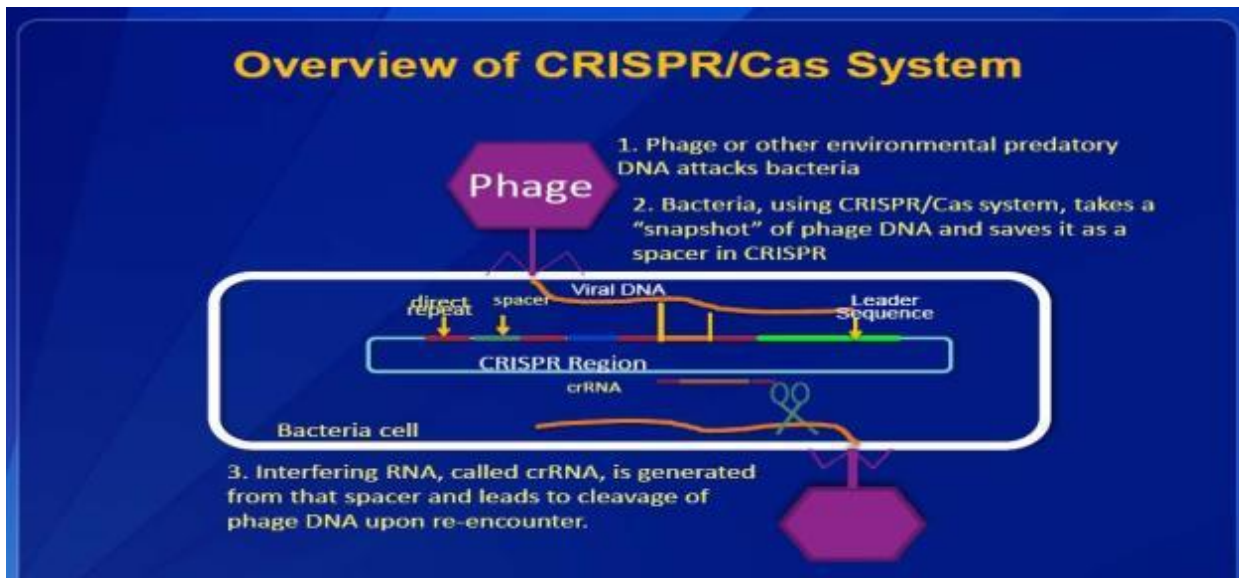 Overview of CRISPR/Cas System
Phage
1. Phage or other environmental predatory
DNA attacks bacteria
2. Bacteria, using CRISPR/Cas system, takes a
“snapshot” of phage DNA and saves it as a
spacer in CRISPR
Viral DNA
direct
repeat
spacer
Leader
Sequence
CRISPR Region
crRNA
Bacteria cell
3. Interfering RNA, called crRNA, is generated
from that spacer and leads to cleavage of
phage DNA upon re-encounter.